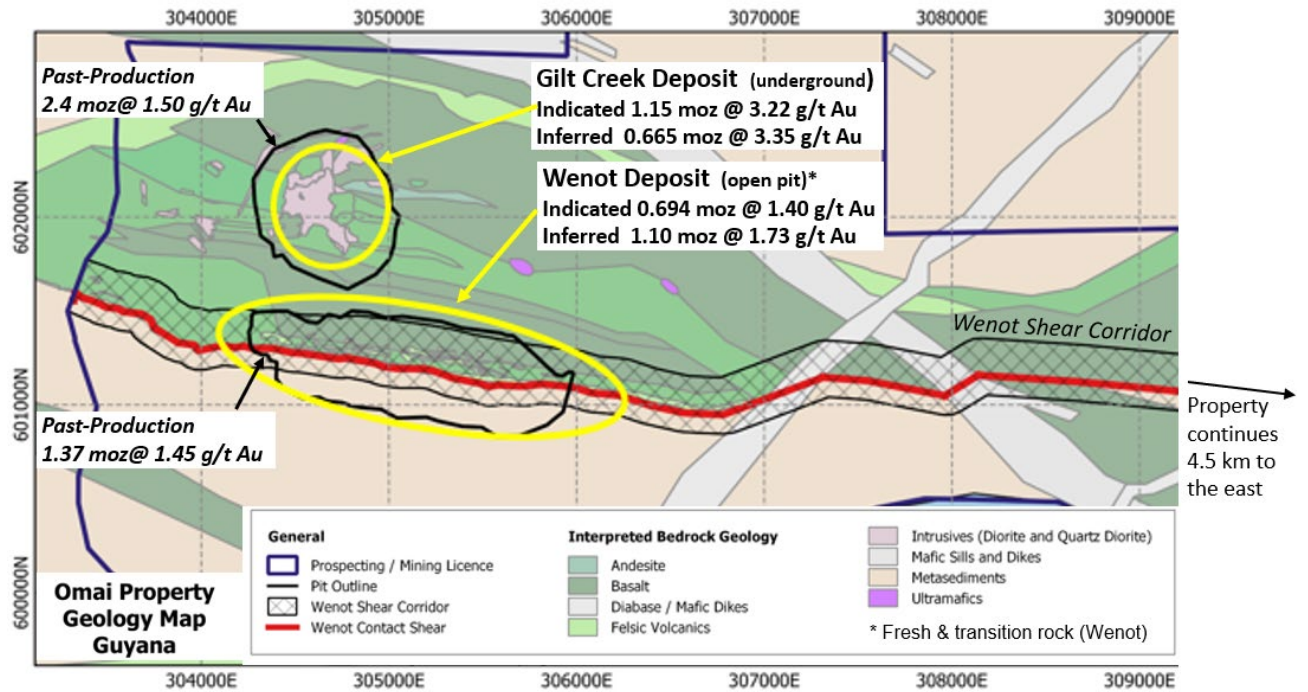 304000E 305000E 306000E 307000E 308000E 309000E
Past-Production
2.4 moz@ 1.50 g/t Au
Gilt Creek Deposit (underground)
Indicated 1.15 moz @ 3.22 g/t Au
Inferred 0.665 moz @ 3.35 g/t Au
Wenot Deposit (open pit)*
Indicated 0.694 moz @ 1.40 g/t Au
Inferred 1.10 moz @ 1.73 g/t Au
602000N
Wenot Shear Corridor
601000N
Past-Production
1.37 moz@ 1.45 g/t Au
Property
continues
4.5 km to
the east
600000N
Omai Property
Geology Map
Guyana
General
Prospecting / Mining Licence
Pit Outline
Wenot Shear Corridor
Wenot Contact Shear
Interpreted Bedrock Geology
Andesite
Basalt
Diabase / Mafic Dikes
Felsic Volcanics
Intrusives (Diorite and Quartz Diorite)
Mafic Sills and Dikes
Metasediments
Ultramafics
* Fresh & transition rock (Wenot)
304000E 305000E 306000E 307000E 308000E 309000E